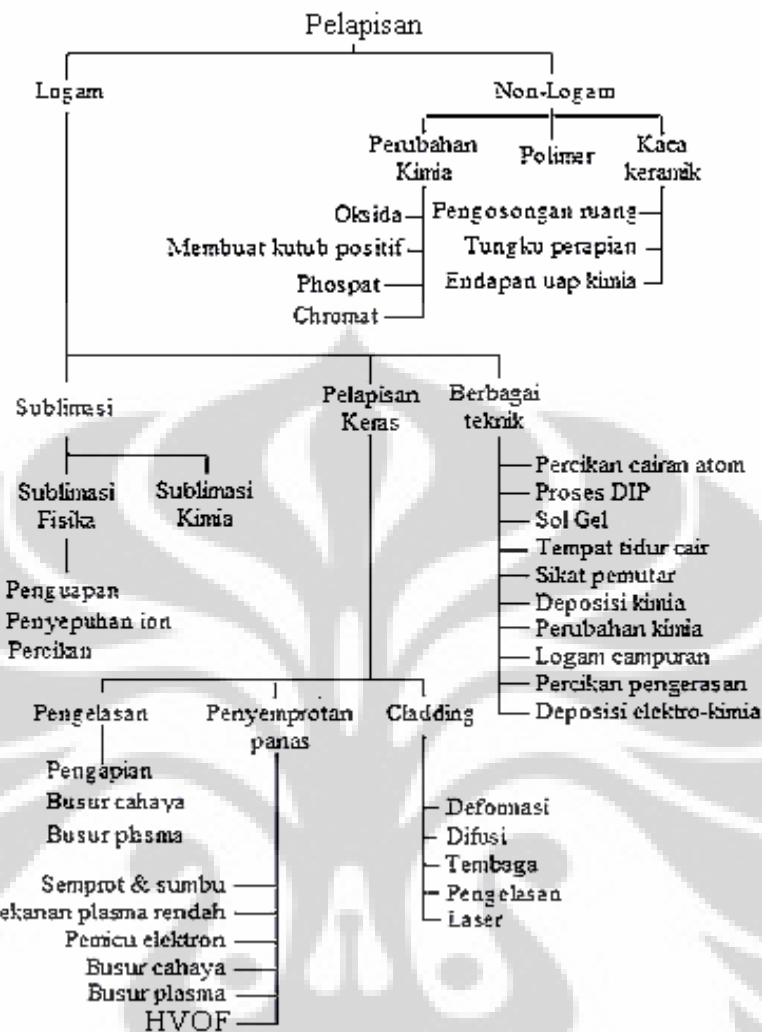 Pelapisan
Logam
Non-Logam
Perubahan
Kimia
Polimer
Kaca
keramik
Oksida
Membuat kutub positif
Phospat
Chromat
Pengosongan ruang
Tungku perapian
Endapan uap kimia
Sublimasi
Pelapisan
Keras
Berbagai
teknik
Sublimasi
Fisika
Sublimasi
Kimia
Penguapan
Penyepuhan ion
Percikan
Percikan cairan atom
Proses DIP
Sol Gel
Tempat tidur cair
Sikat pemutar
Deposisi kimia
Perubahan kimia
Logam campuran
Percikan pengerasan
Deposisi elektro-kimia
Pengelasan
Penyemprotan
panas
Cladding
Pengapian
Busur cahaya
Busur plasma
Semprot & sumbu
ekanan plasma rendah
Pemicu elektron
Busur cahaya
Busur plasma
HVOF
Deformasi
Difusi
Tembaga
Pengelasan
Laser